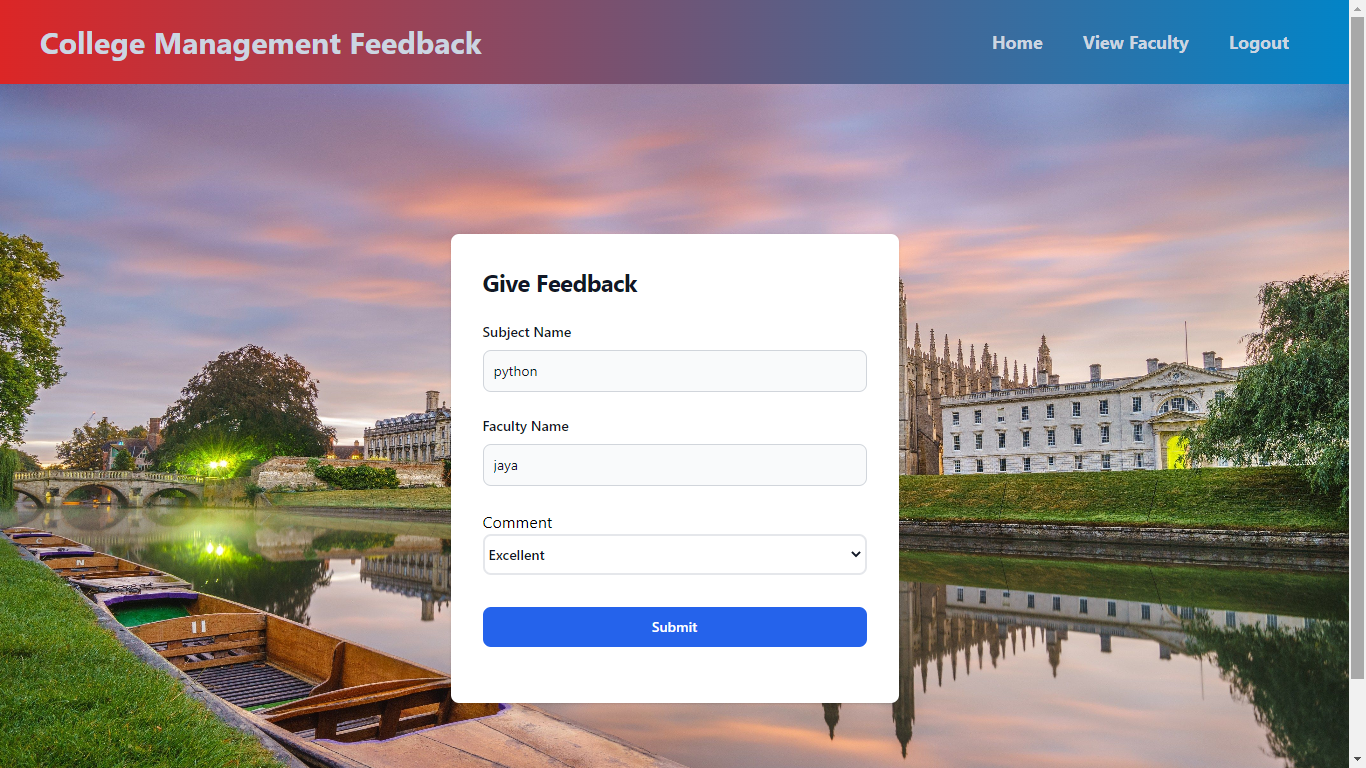 College Management Feedback
Home View Faculty Logout
Give Feedback
Subject Name
python
Faculty Name
jaya
Comment
Excellent
Submit
N